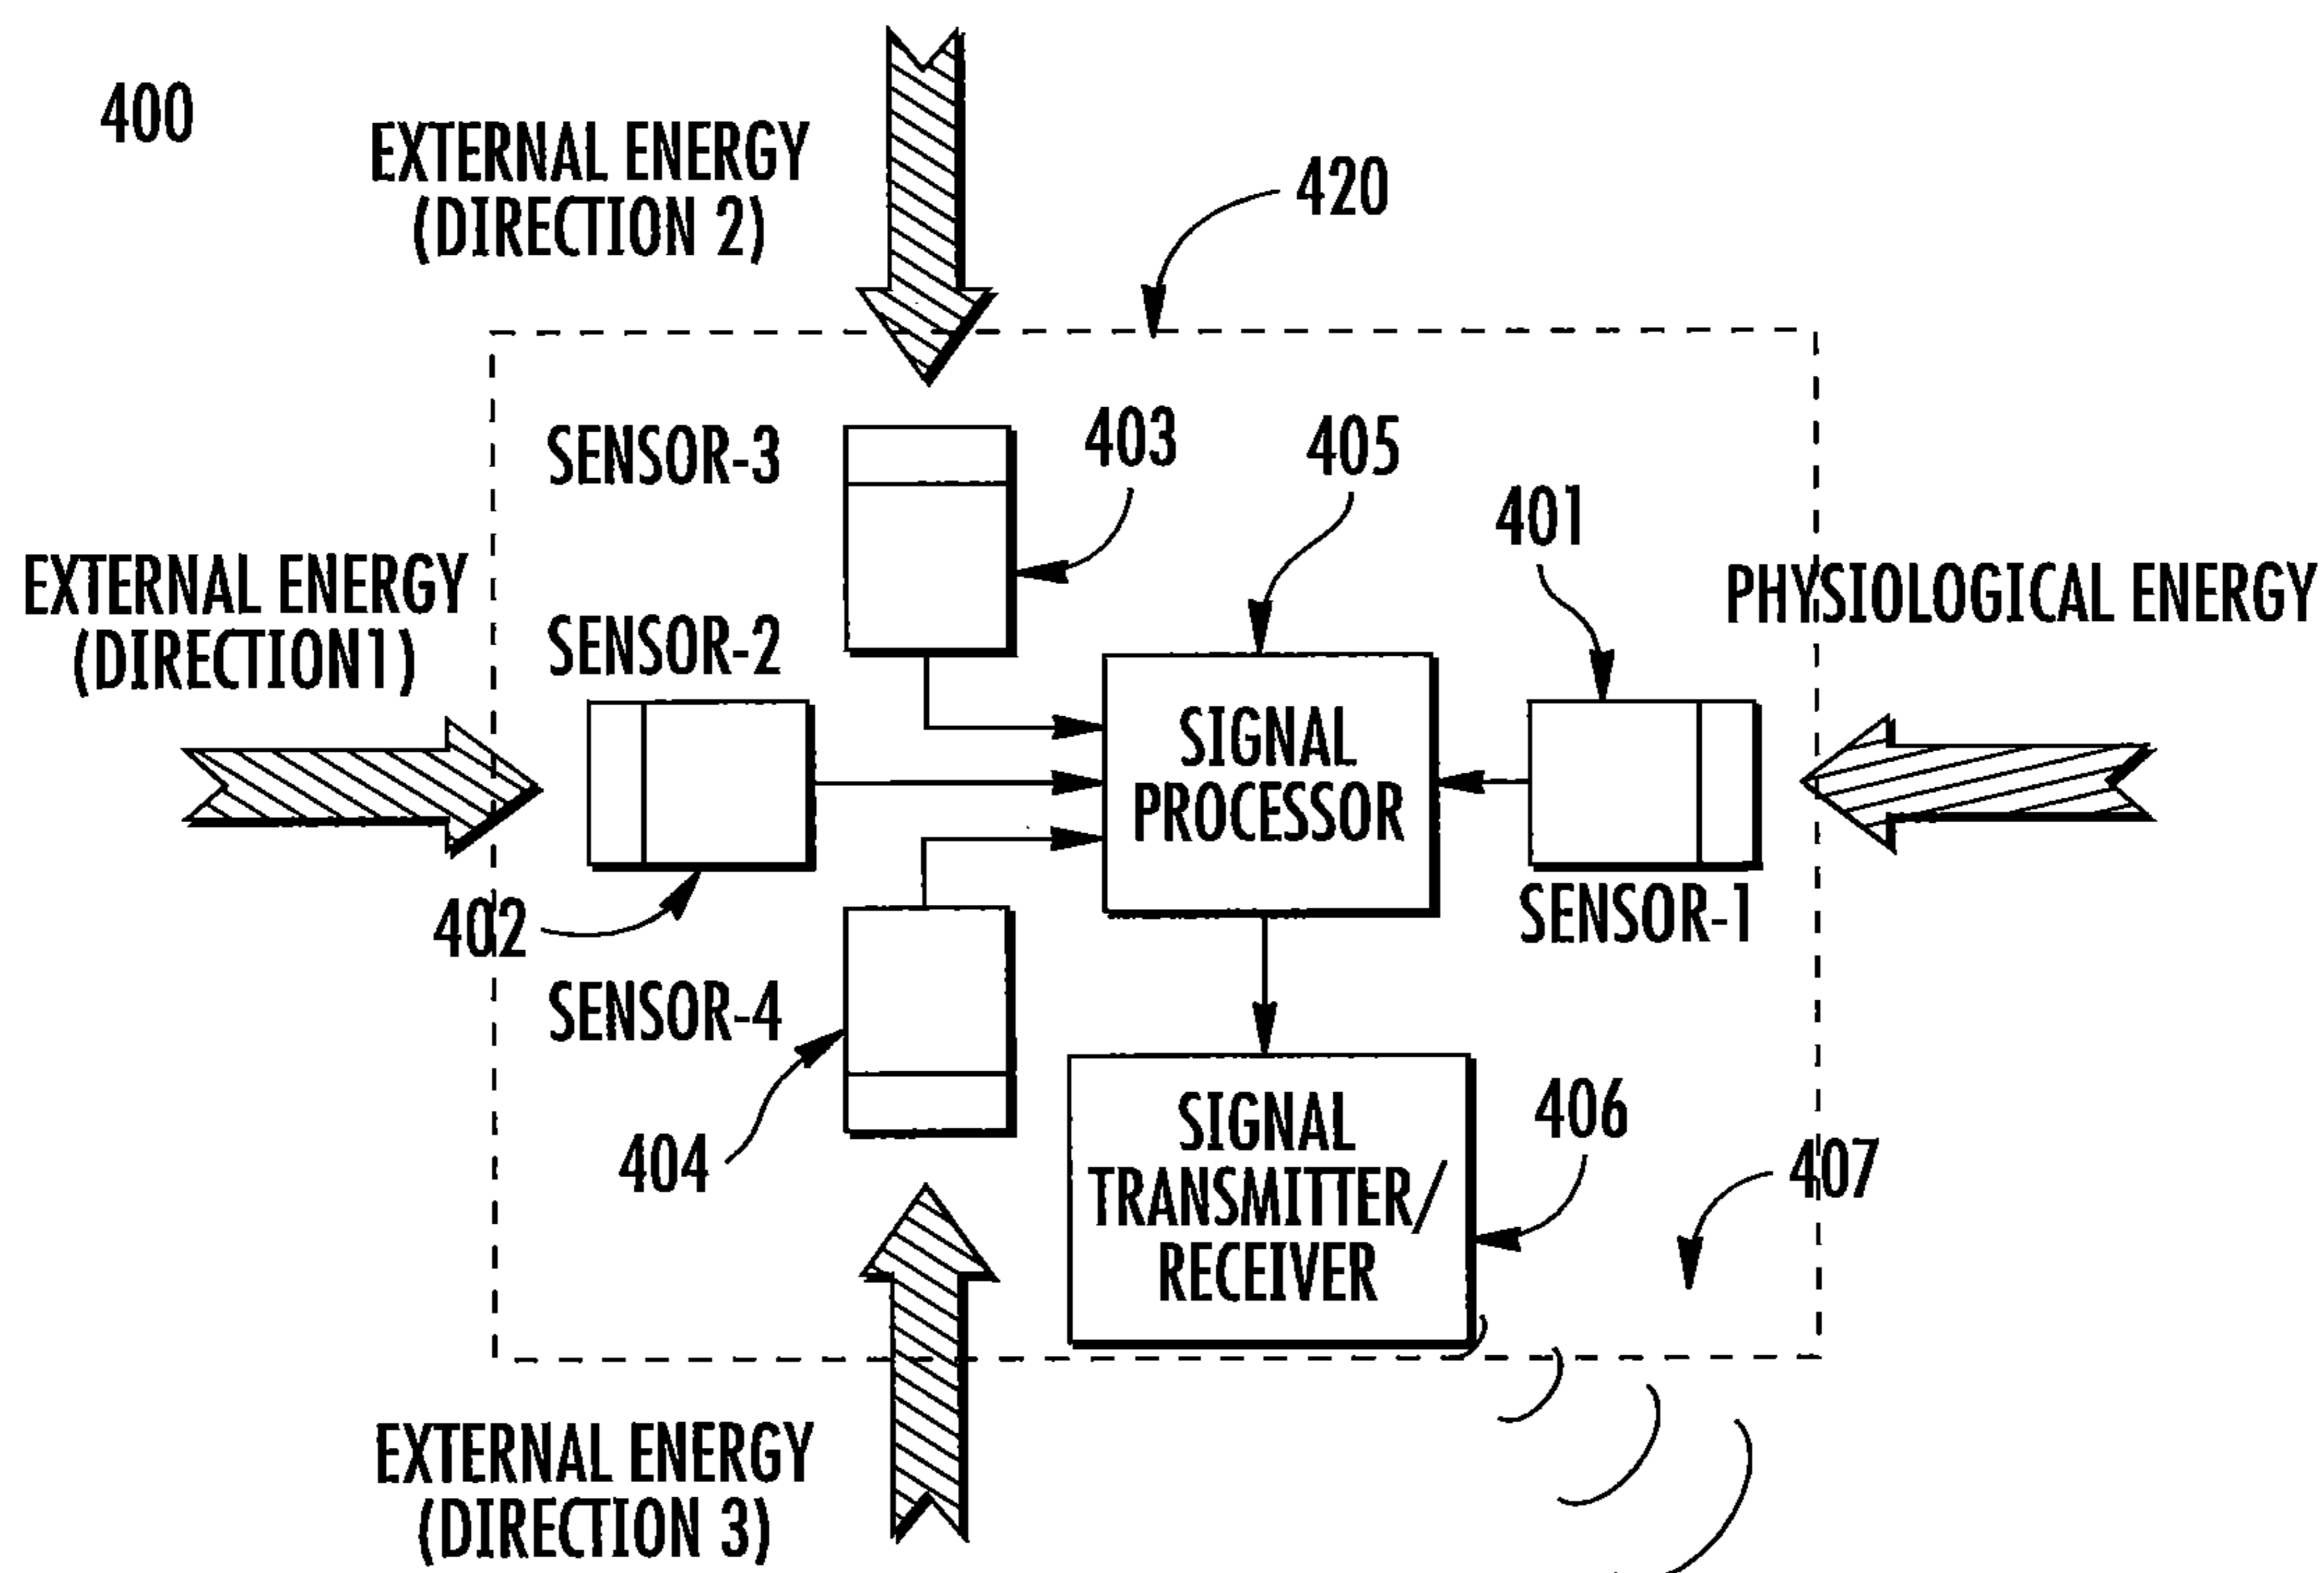 400
EXTERNAL ENERGY
(DIRECTION 2)
420
SENSOR-3
403
405
401
EXTERNAL ENERGY
(DIRECTION1)
SENSOR-2
PHYSIOLOGICAL ENERGY
SIGNAL
PROCESSOR
402
SENSOR-1
SENSOR-4
404
SIGNAL
TRANSMITTER/
RECEIVER
406
407
EXTERNAL ENERGY
(DIRECTION 3)